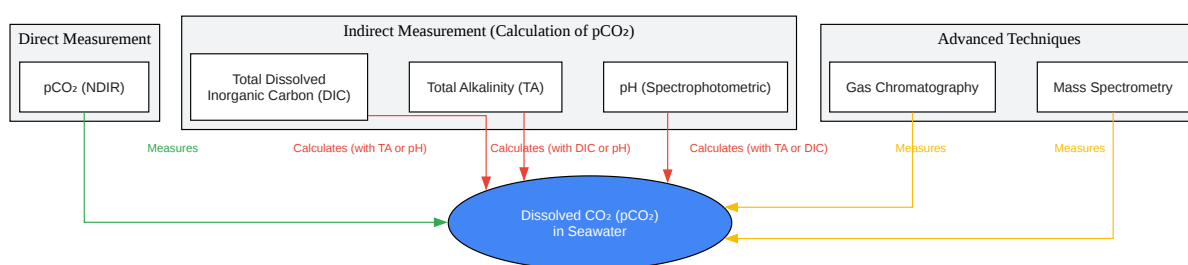 Direct Measurement
pCO₂ (NDIR)
Indirect Measurement (Calculation of pCO₂)
Total Dissolved
Inorganic Carbon (DIC)
Total Alkalinity (TA)
pH (Spectrophotometric)
Advanced Techniques
Gas Chromatography
Mass Spectrometry
Measures
Calculates (with TA or pH)
Calculates (with DIC or pH)
Calculates (with TA or DIC)
Measures
Measures
Dissolved CO₂ (pCO₂)
in Seawater